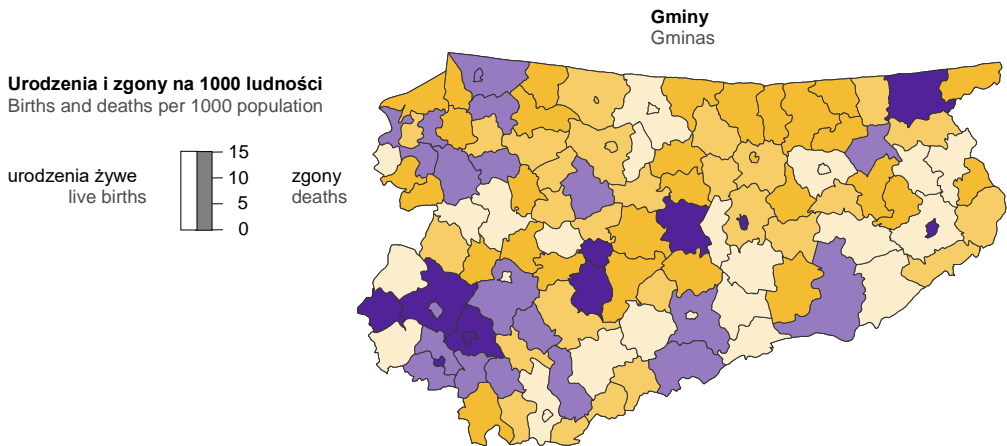 Gminy
Gminas
Urodzenia i zgony na 1000 ludności
Births and deaths per 1000 population
15
urodzenia żywe 10 zgony
live births 5 deaths
0